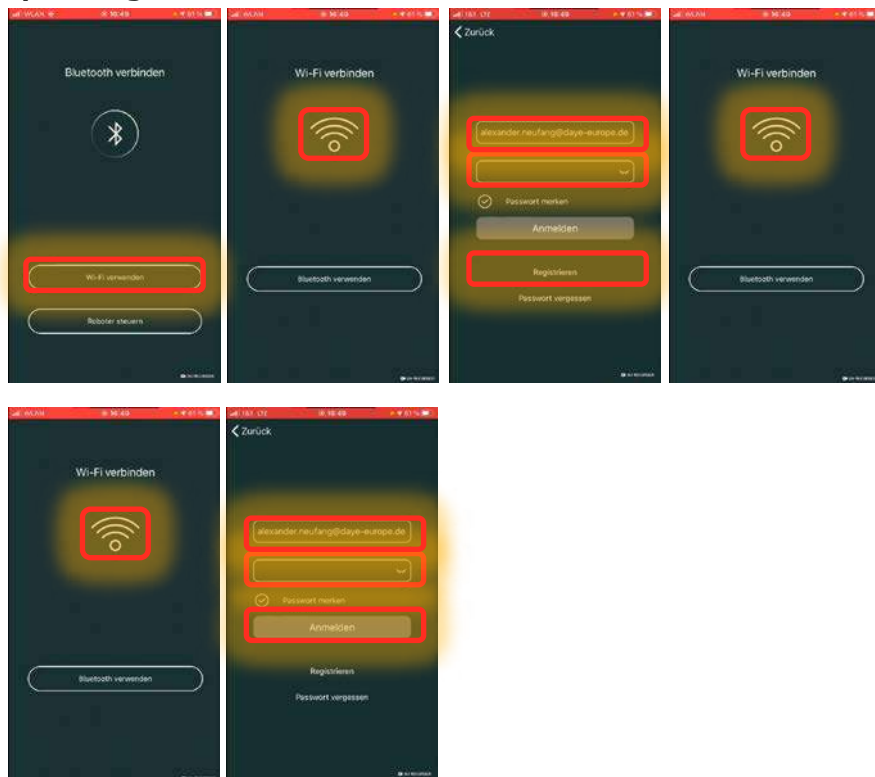 Bluetooth verbinden
Wi-Fi verwenden
Roboter steuern
Wi-Fi verbinden
Bluetooth verwenden
Zurück
alexander.neufang@daye-europe.de
Passwort merken
Anmelden
Registrieren
Passwort vergessen
Wi-Fi verbinden
Bluetooth verwenden
Wi-Fi verbinden
Bluetooth verwenden
Zurück
alexander.neufang@daye-europe.de
Passwort merken
Anmelden
Registrieren
Passwort vergessen